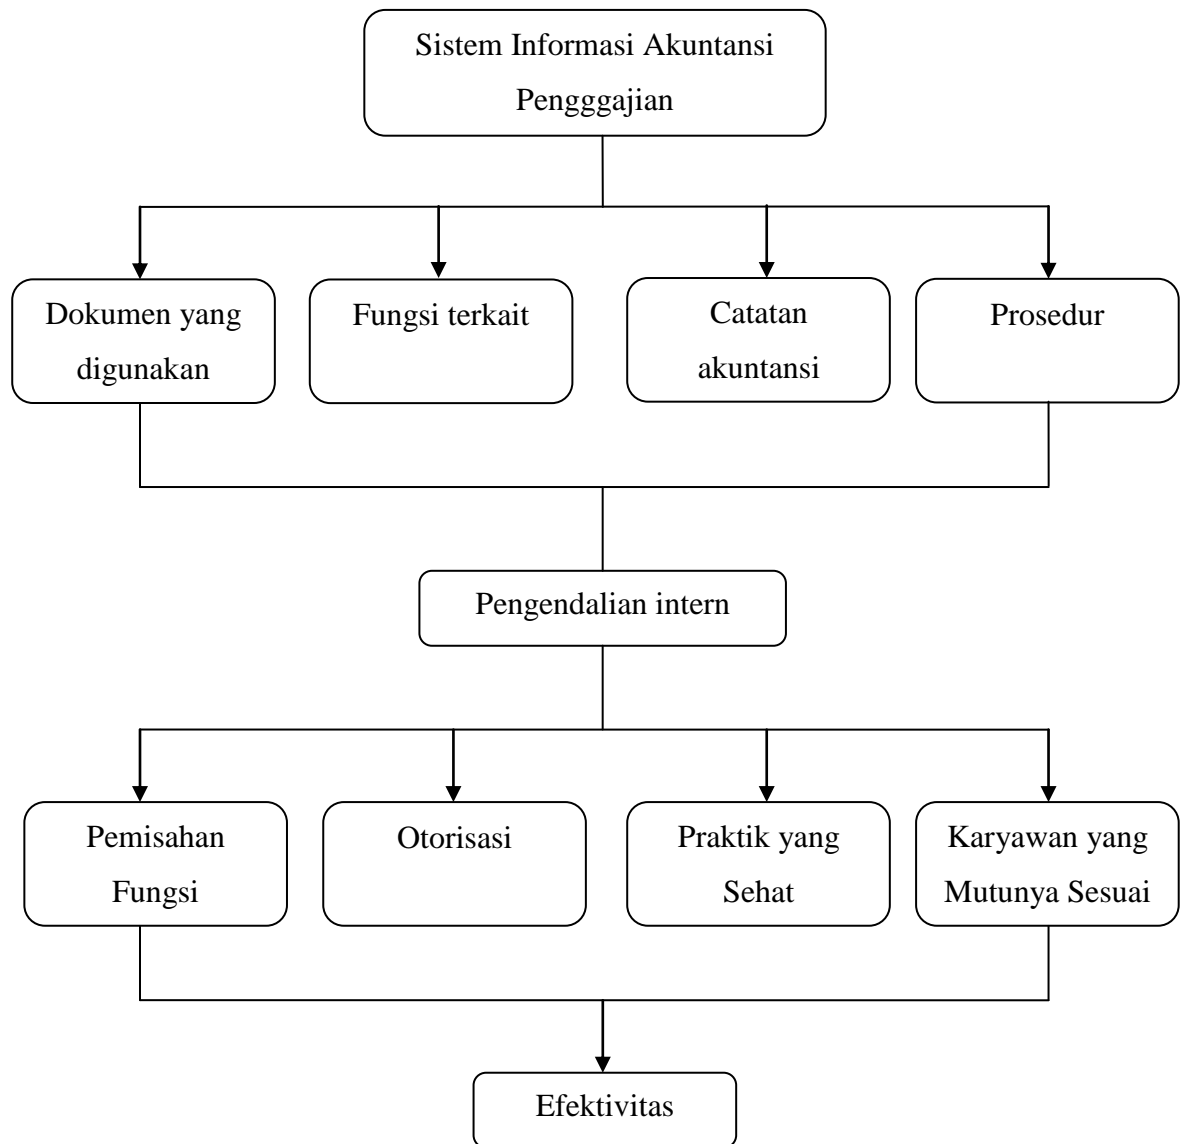 Sistem Informasi Akuntansi
Pengggajian
Dokumen yang
digunakan
Fungsi terkait
Catatan
akuntansi
Prosedur
Pengendalian intern
Pemisahan
Fungsi
Otorisasi
Praktik yang
Sehat
Karyawan yang
Mutunya Sesuai
Efektivitas